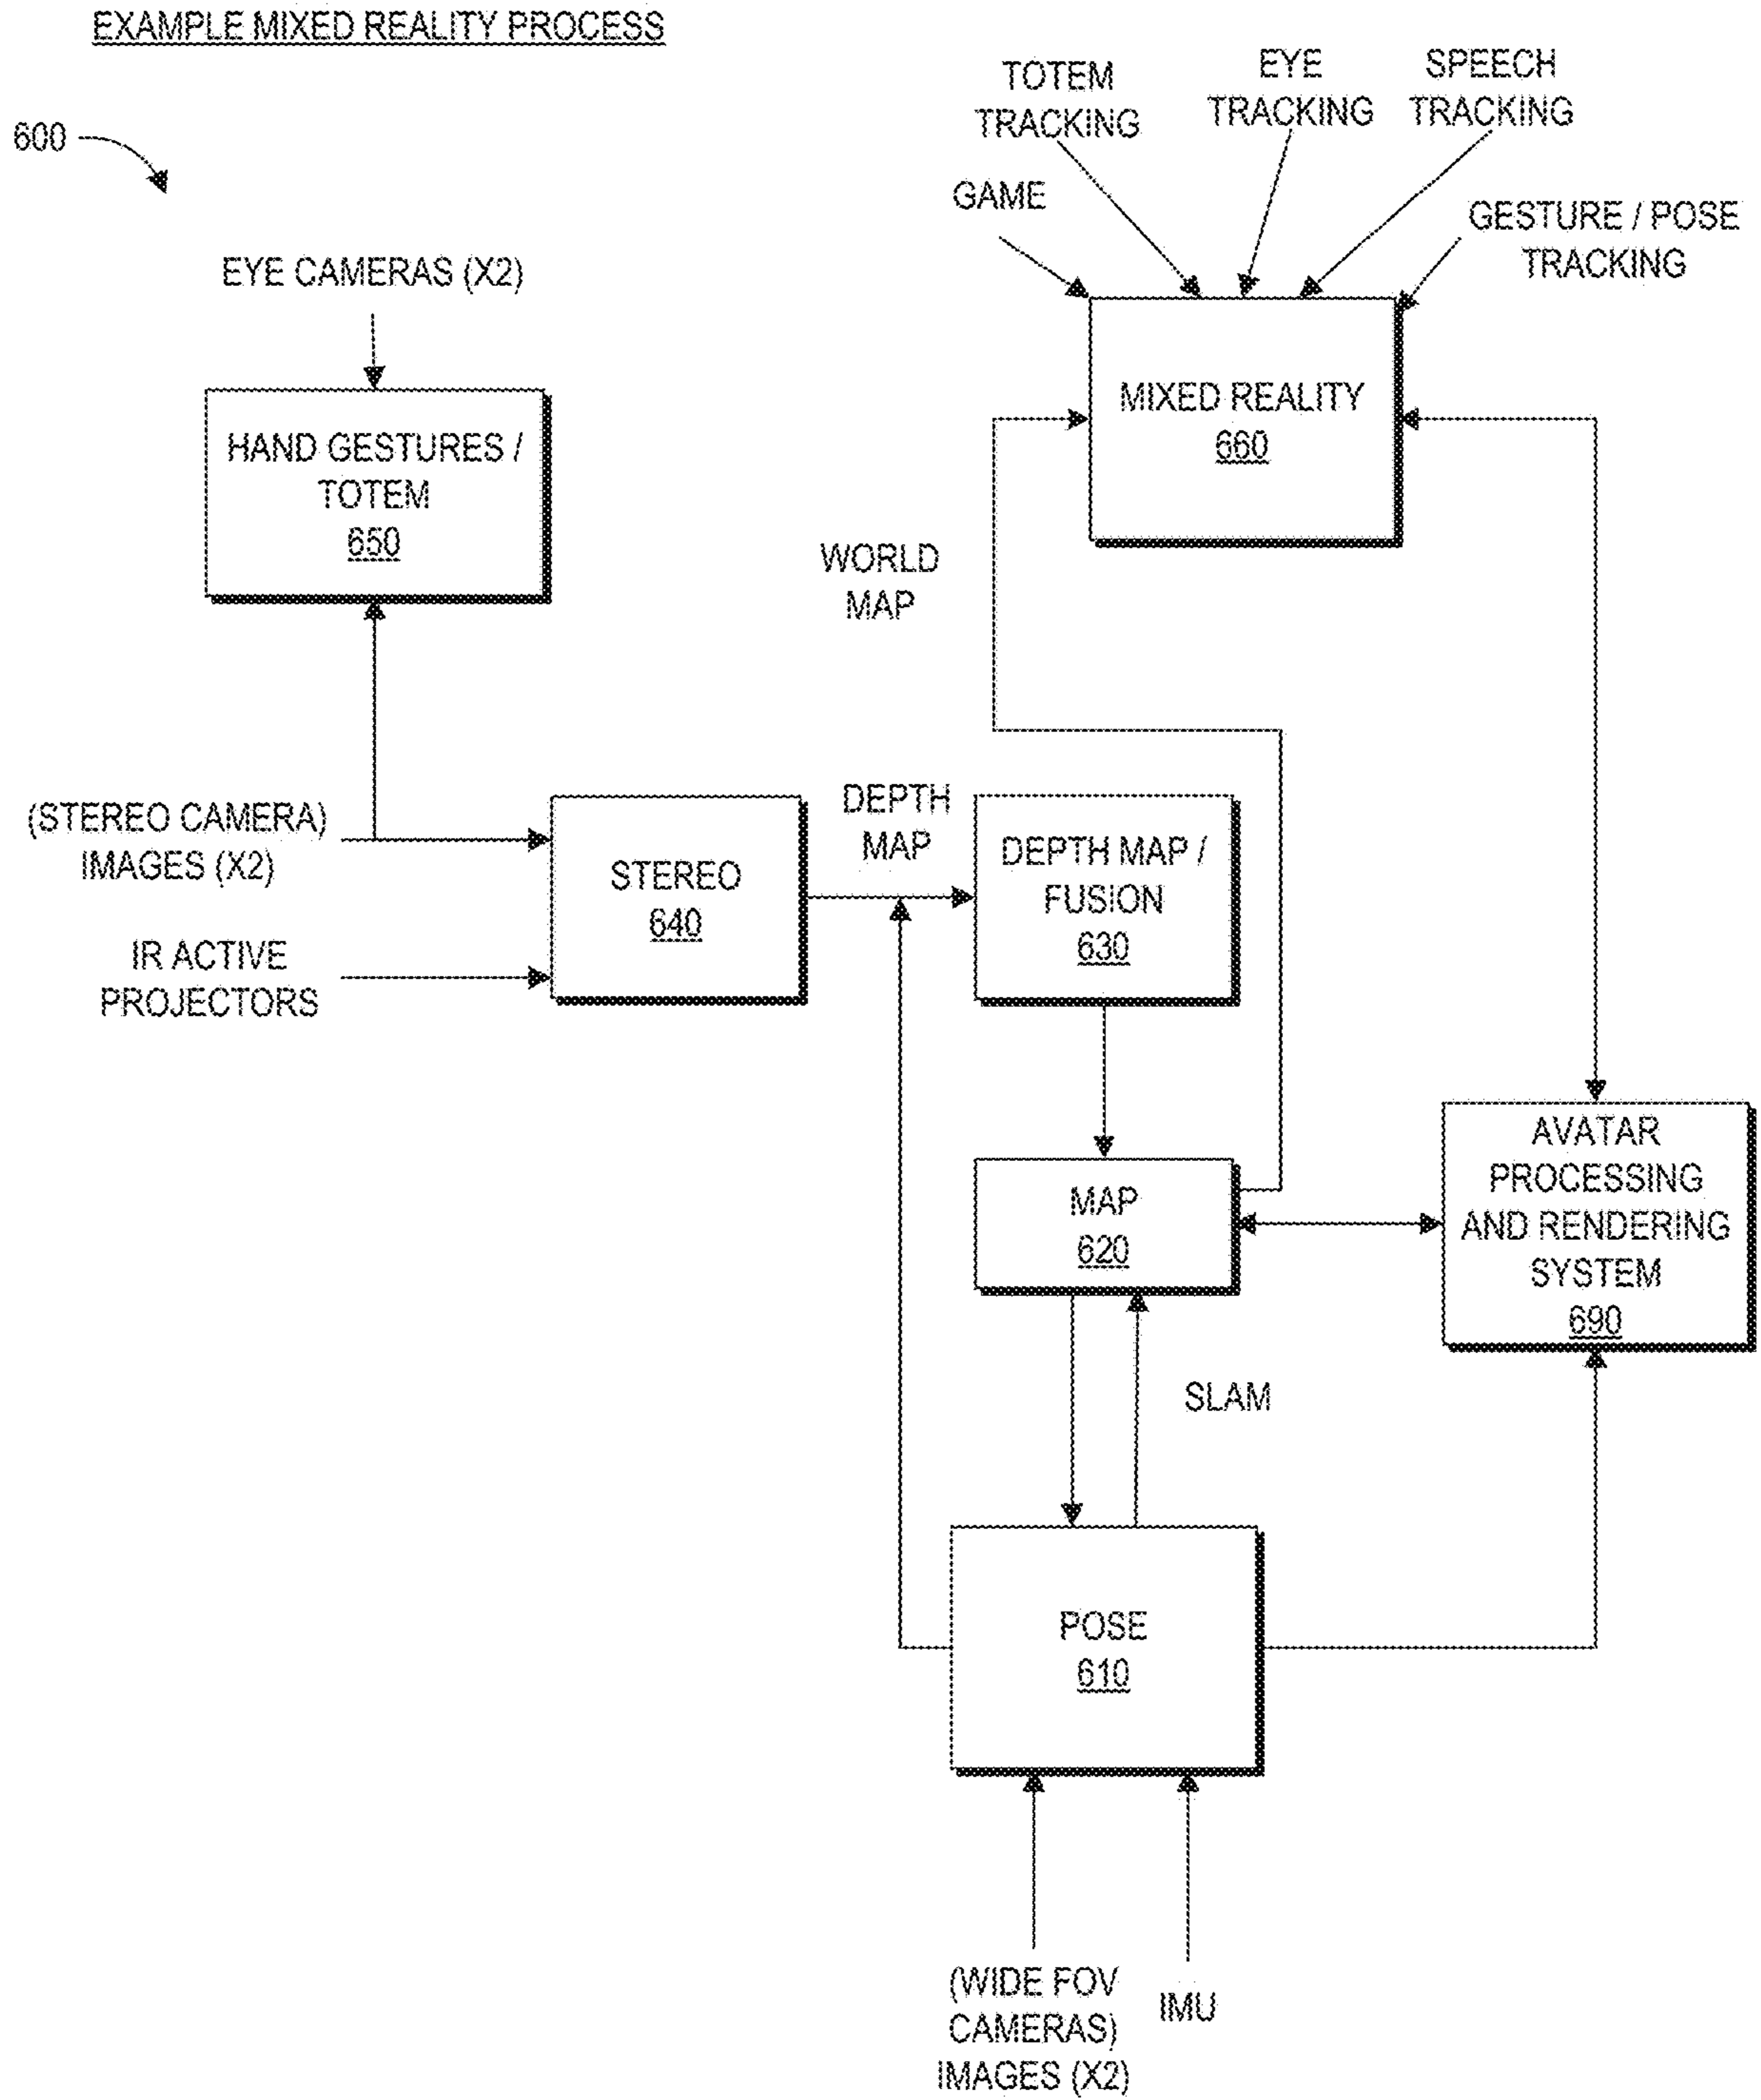 EXAMPLE MIXED REALITY PROCESS
600
TOTEM
TRACKING
EYE
TRACKING
SPEECH
TRACKING
GAME
GESTURE / POSE
TRACKING
EYE CAMERAS (X2)
HAND GESTURES /
TOTEM
650
MIXED REALITY
660
WORLD
MAP
(STEREO CAMERA)
IMAGES (X2)
IR ACTIVE
PROJECTORS
STEREO
640
DEPTH
MAP
DEPTH MAP /
FUSION
630
MAP
620
AVATAR
PROCESSING
AND RENDERING
SYSTEM
690
SLAM
POSE
610
(WIDE FOV
CAMERAS)
IMAGES (X2)
IMU